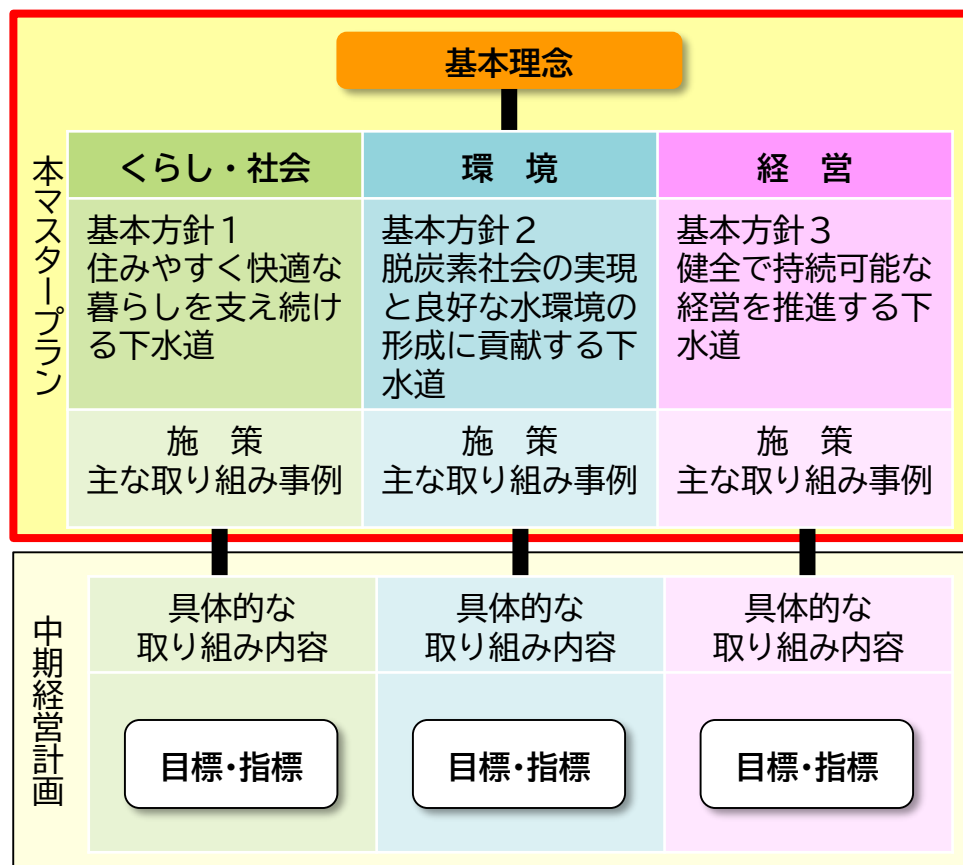 基本理念
本マスタープラン
くらし・社会
基本方針１
住みやすく快適な
暮らしを支え続け
る下水道
施　策
主な取り組み事例
環　境
基本方針２
脱炭素社会の実現
と良好な水環境の
形成に貢献する下
水道
施　策
主な取り組み事例
経　営
基本方針３
健全で持続可能な
経営を推進する下
水道
施　策
主な取り組み事例
中期経営計画
具体的な
取り組み内容
目標・指標
具体的な
取り組み内容
目標・指標
具体的な
取り組み内容
目標・指標